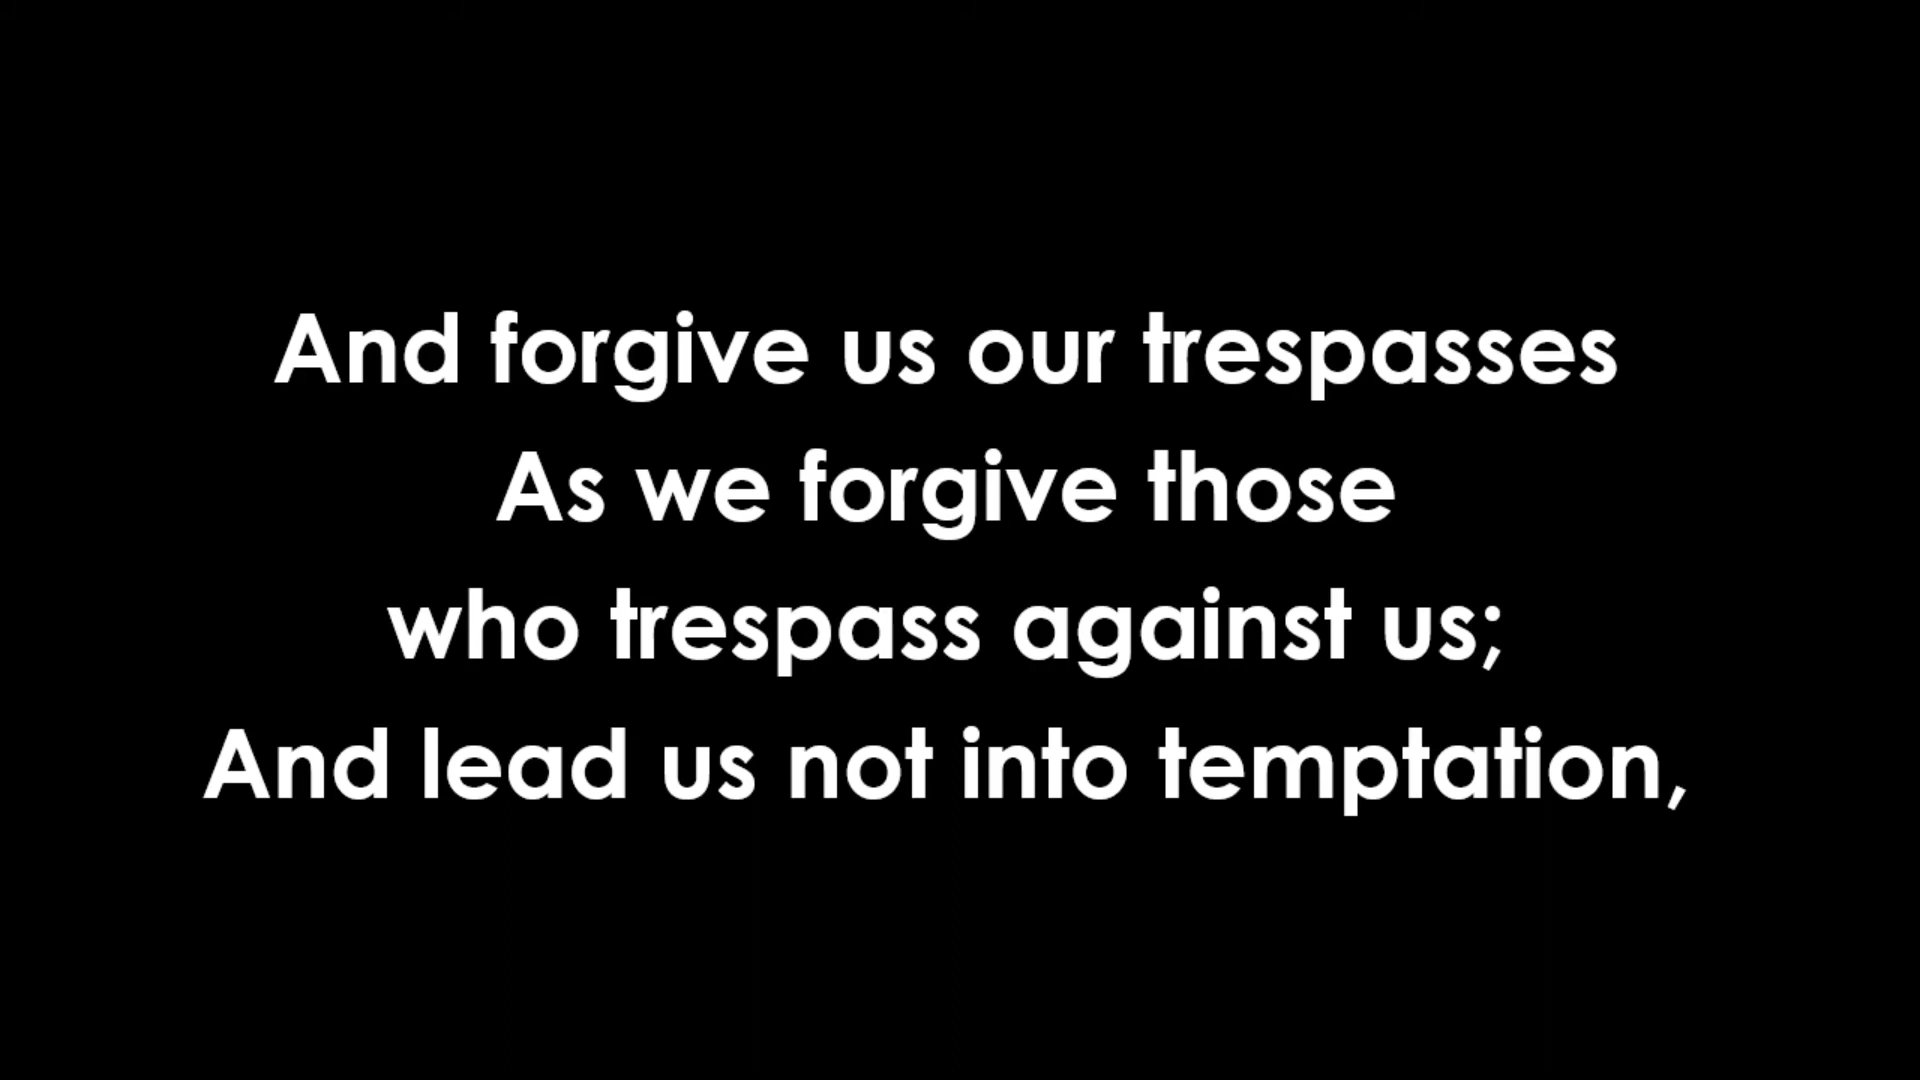 And forgive us our trespasses
As we forgive those
who trespass against us;
And lead us not into temptation,